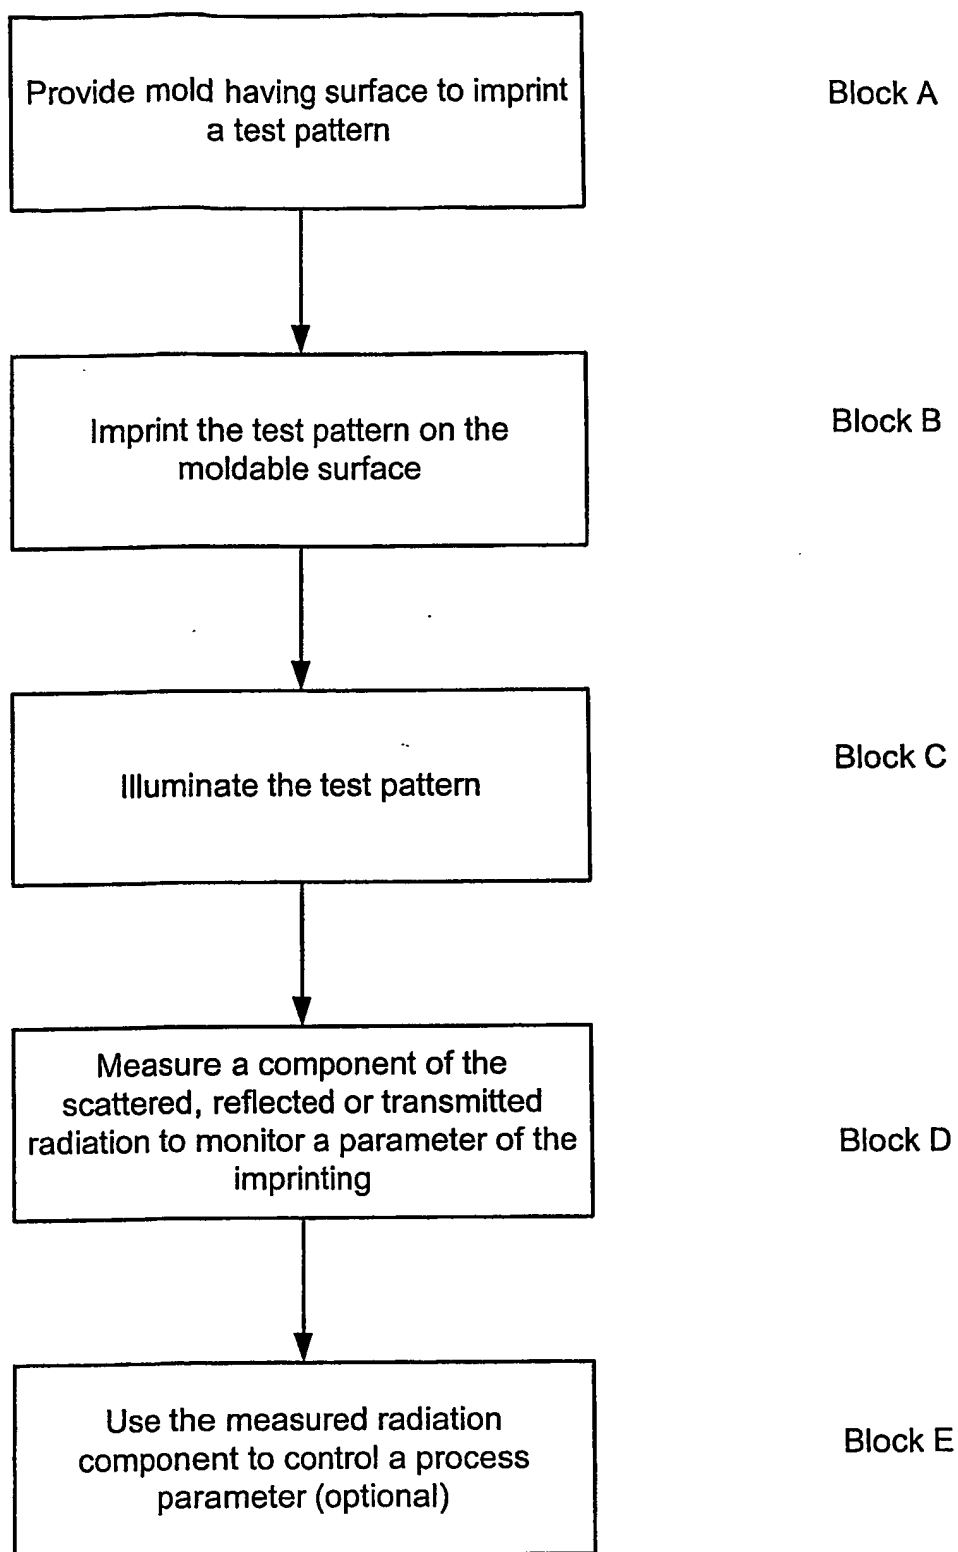 Provide mold having surface to imprint
a test pattern
Block A
Imprint the test pattern on the
moldable surface
Block B
Illuminate the test pattern
Block C
Measure a component of the
scattered, reflected or transmitted
radiation to monitor a parameter of the
imprinting
Block D
Use the measured radiation
component to control a process
parameter (optional)
Block E